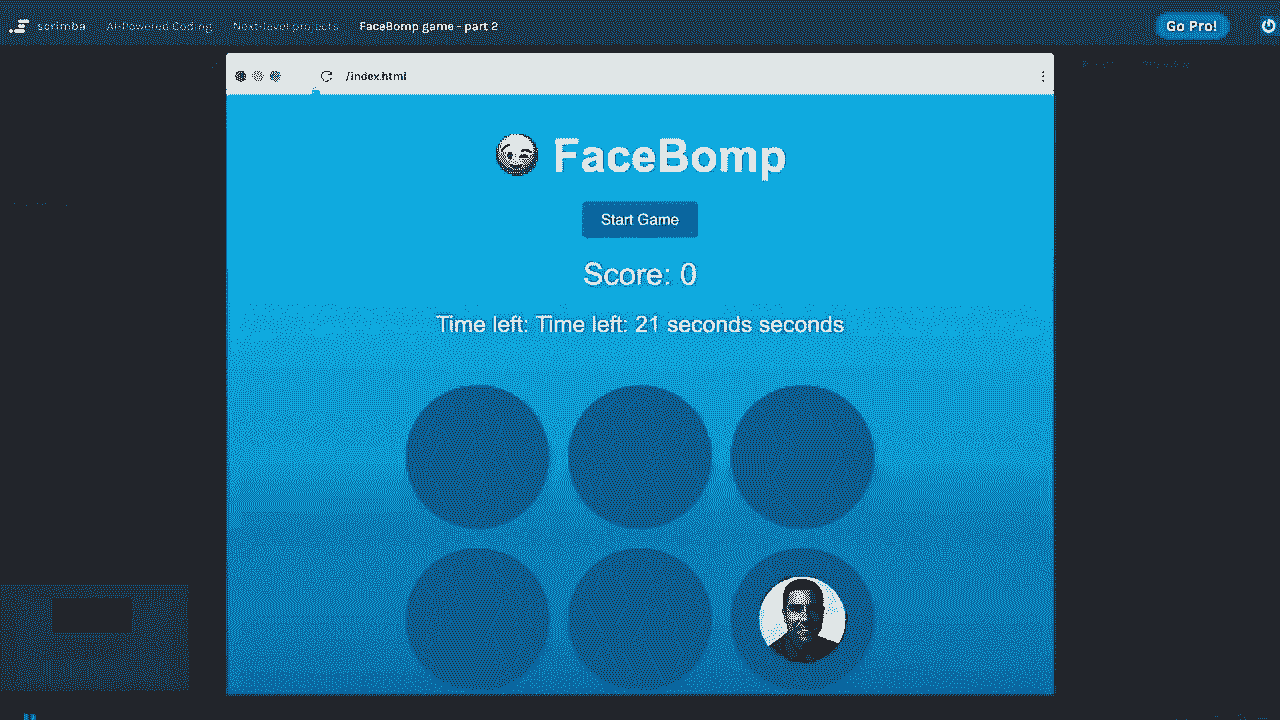 scrimba AI-Powered Coding Next-level projects FaceBomp game - part 2 Go Pro!
/index.html
FaceBomp
Start Game
Score: 0
Time left: Time left: 21 seconds seconds